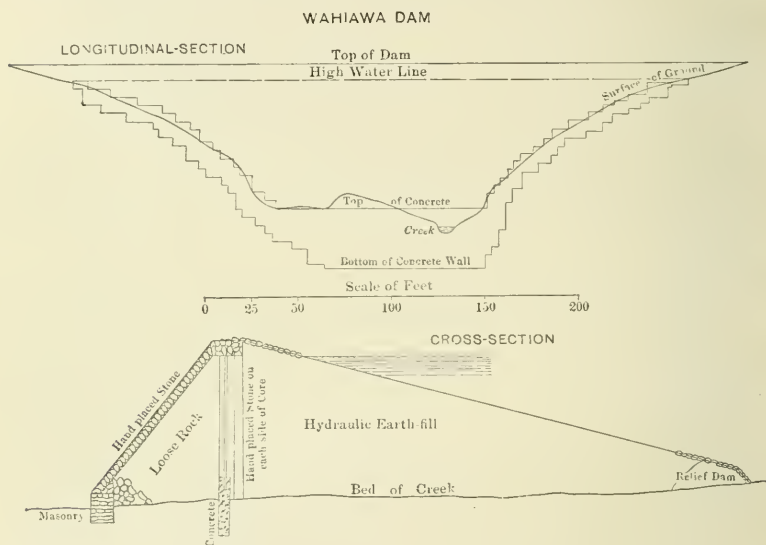 WAHIAWA DAM
LONGITUDINAL-SECTION
Top of Dam
High Water Line
Surface of Ground
Top of Concrete
Creek
Bottom of Concrete Wall
Scale of Feet
0 25 50 100 150 200
CROSS-SECTION
Hand placed Stone
Loose Rock
Hand placed Stone on
each side of Core
Hydraulic Earth-fill
Relief Dam
Bed of Creek
Masonry
Concrete